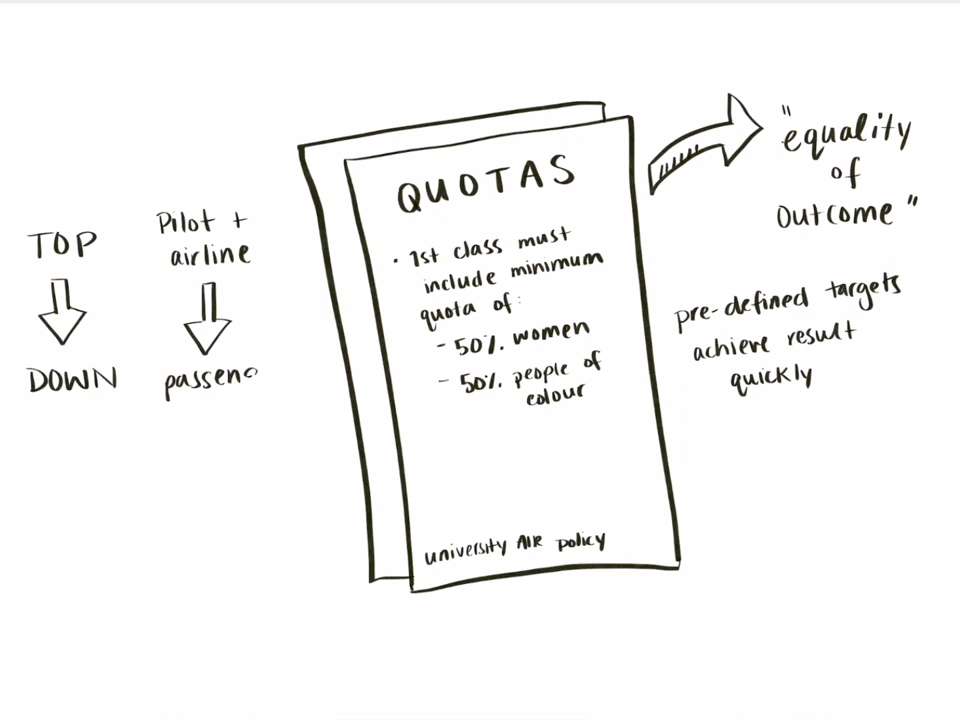 TOP
DOWN
Pilot +
airline
passeng
QUOTAS
• 1st class must
include minimum
quota of:
- 50% women
- 50% people of
colour
university AIR policy
"equality
of
outcome"
pre-defined targets
achieve result
quickly